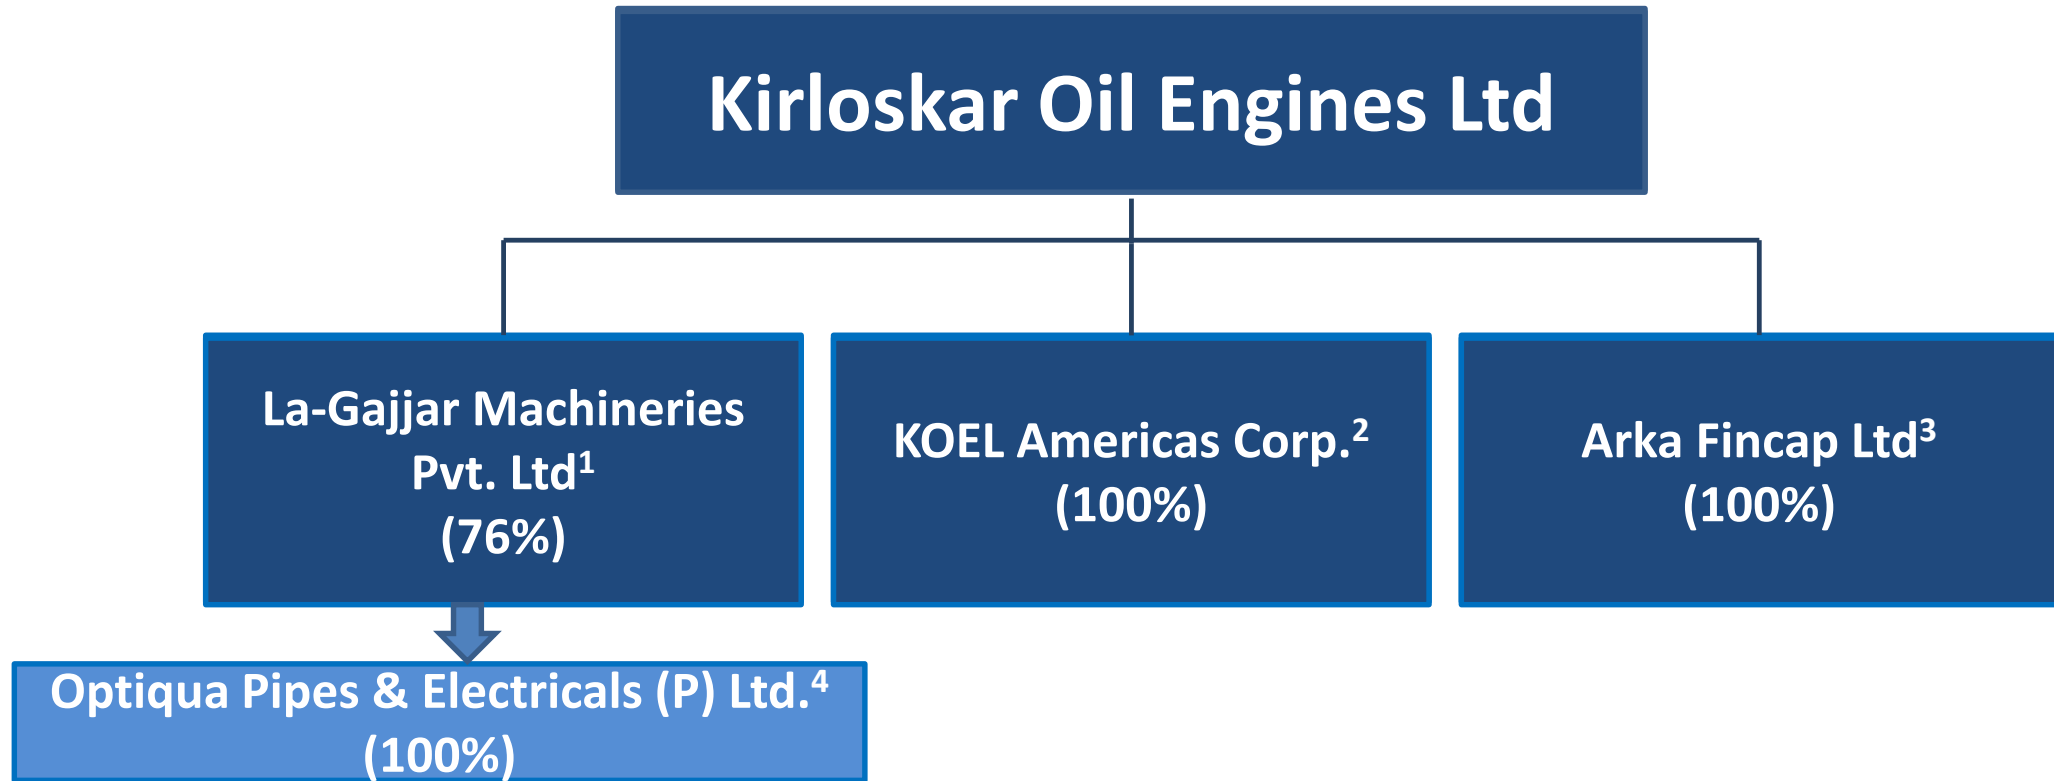 Kirloskar Oil Engines Ltd
La-Gajjar Machineries
Pvt. Ltd¹
(76%)
KOEL Americas Corp.²
(100%)
Arka Fincap Ltd³
(100%)
Optiqua Pipes & Electricals (P) Ltd.⁴
(100%)